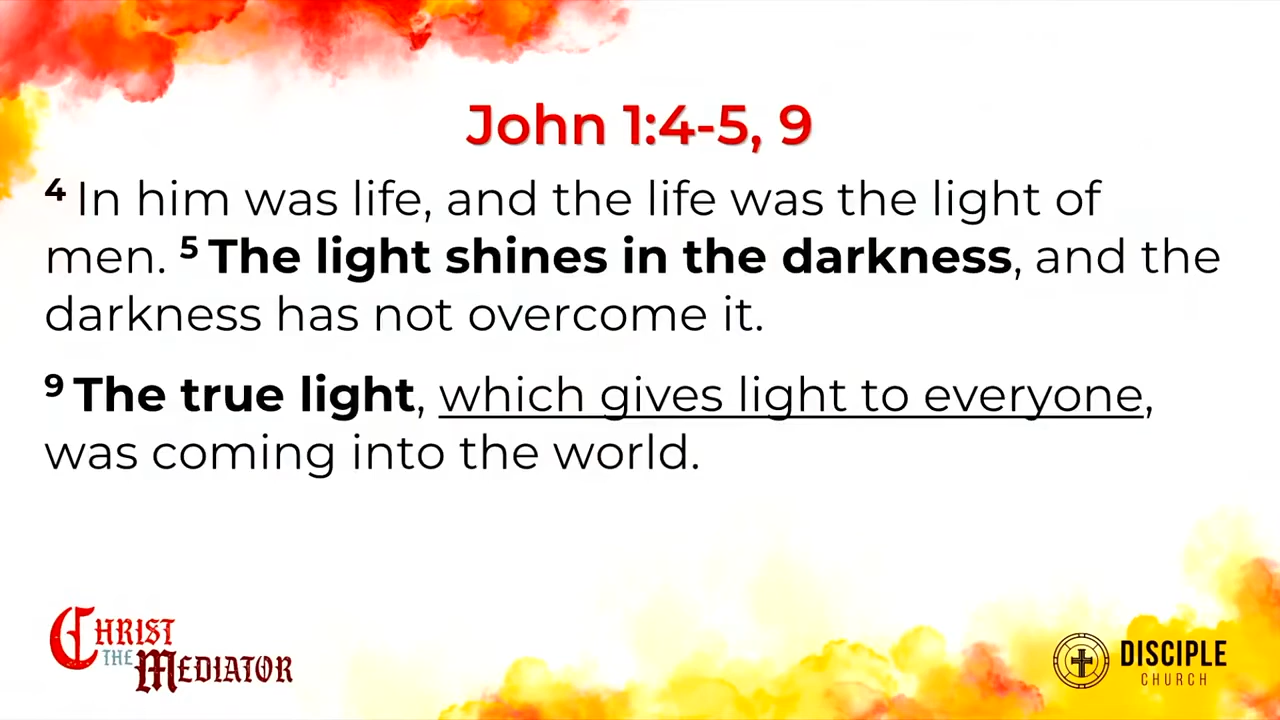 John 1:4-5, 9
4 In him was life, and the life was the light of
men. 5 The light shines in the darkness, and the
darkness has not overcome it.
9 The true light, which gives light to everyone,
was coming into the world.
CHRIST
THE MEDIATOR
DISCIPLE
CHURCH